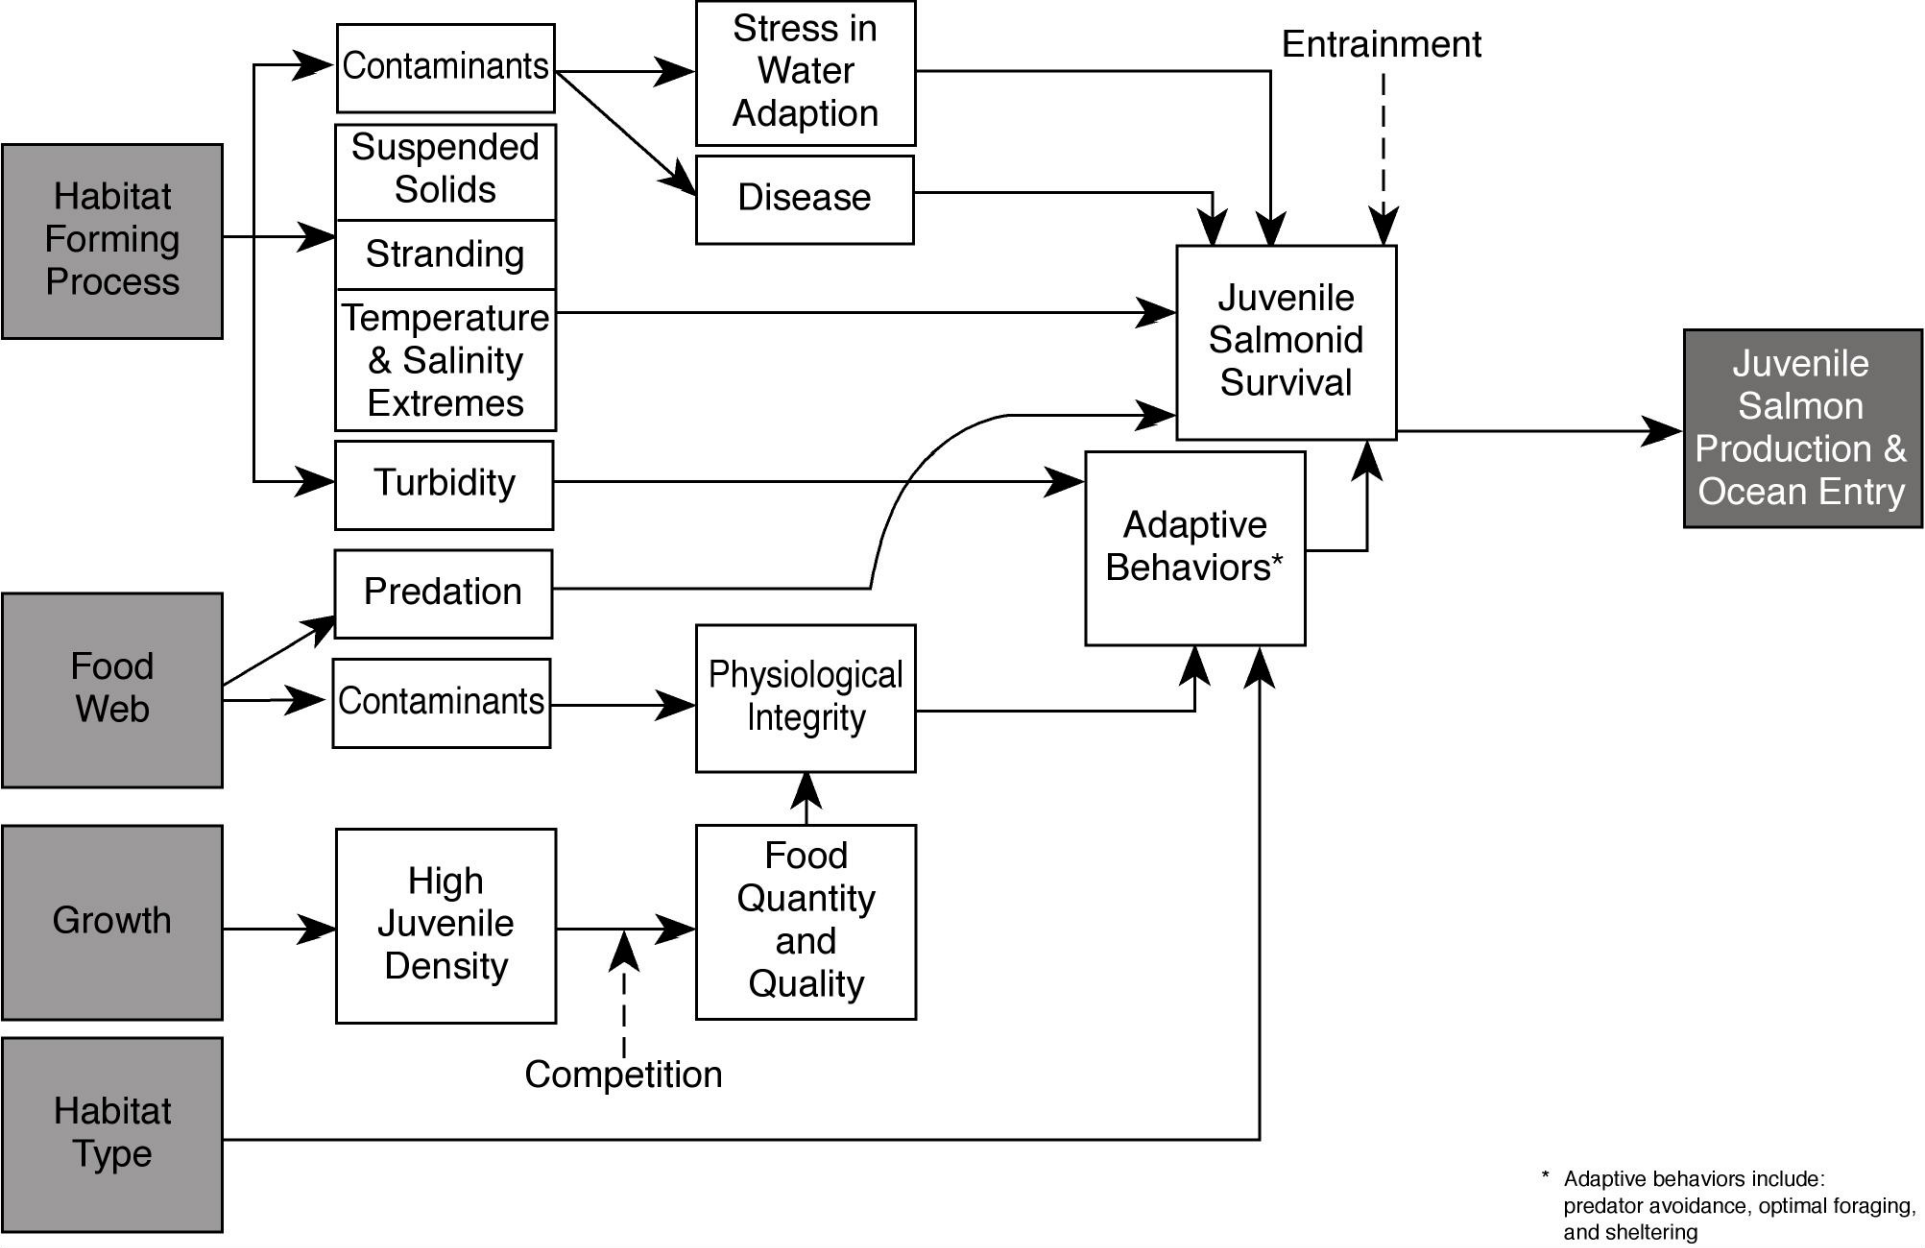 Contaminants
Stress in
Water
Adaption
Entrainment
Suspended
Solids
Disease
Habitat
Forming
Process
Stranding
Temperature
& Salinity
Extremes
Juvenile
Salmonid
Survival
Juvenile
Salmon
Production &
Ocean Entry
Turbidity
Adaptive
Behaviors*
Predation
Food
Web
Contaminants
Physiological
Integrity
Growth
High
Juvenile
Density
Food
Quantity
and
Quality
Competition
Habitat
Type
* Adaptive behaviors include:
predator avoidance, optimal foraging,
and sheltering